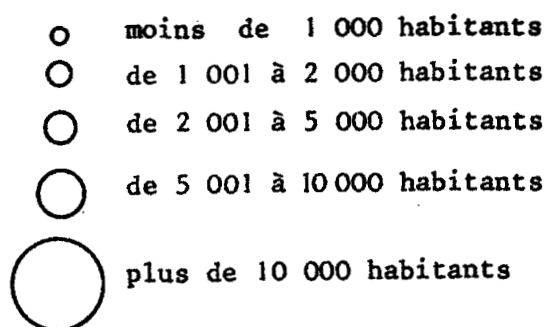 moins de 1 000 habitants
de 1 001 à 2 000 habitants
de 2 001 à 5 000 habitants
de 5 001 à 10 000 habitants
plus de 10 000 habitants